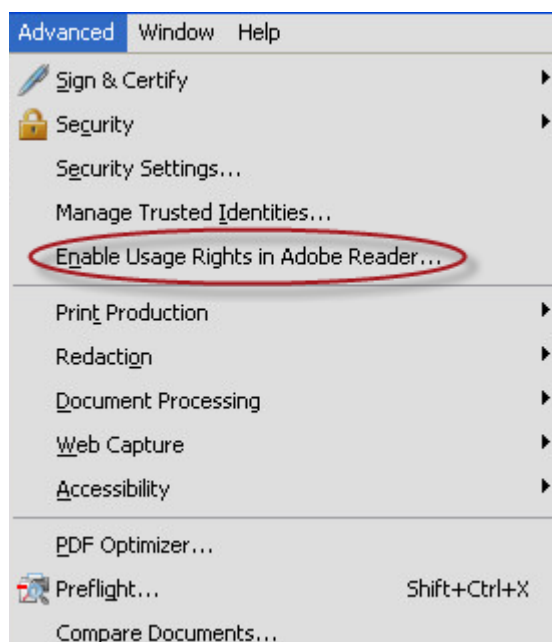 Advanced Window Help
Sign & Certify
Security
Security Settings...
Manage Trusted Identities...
Enable Usage Rights in Adobe Reader...
Print Production
Redaction
Document Processing
Web Capture
Accessibility
PDF Optimizer...
Preflight... Shift+Ctrl+X
Compare Documents...